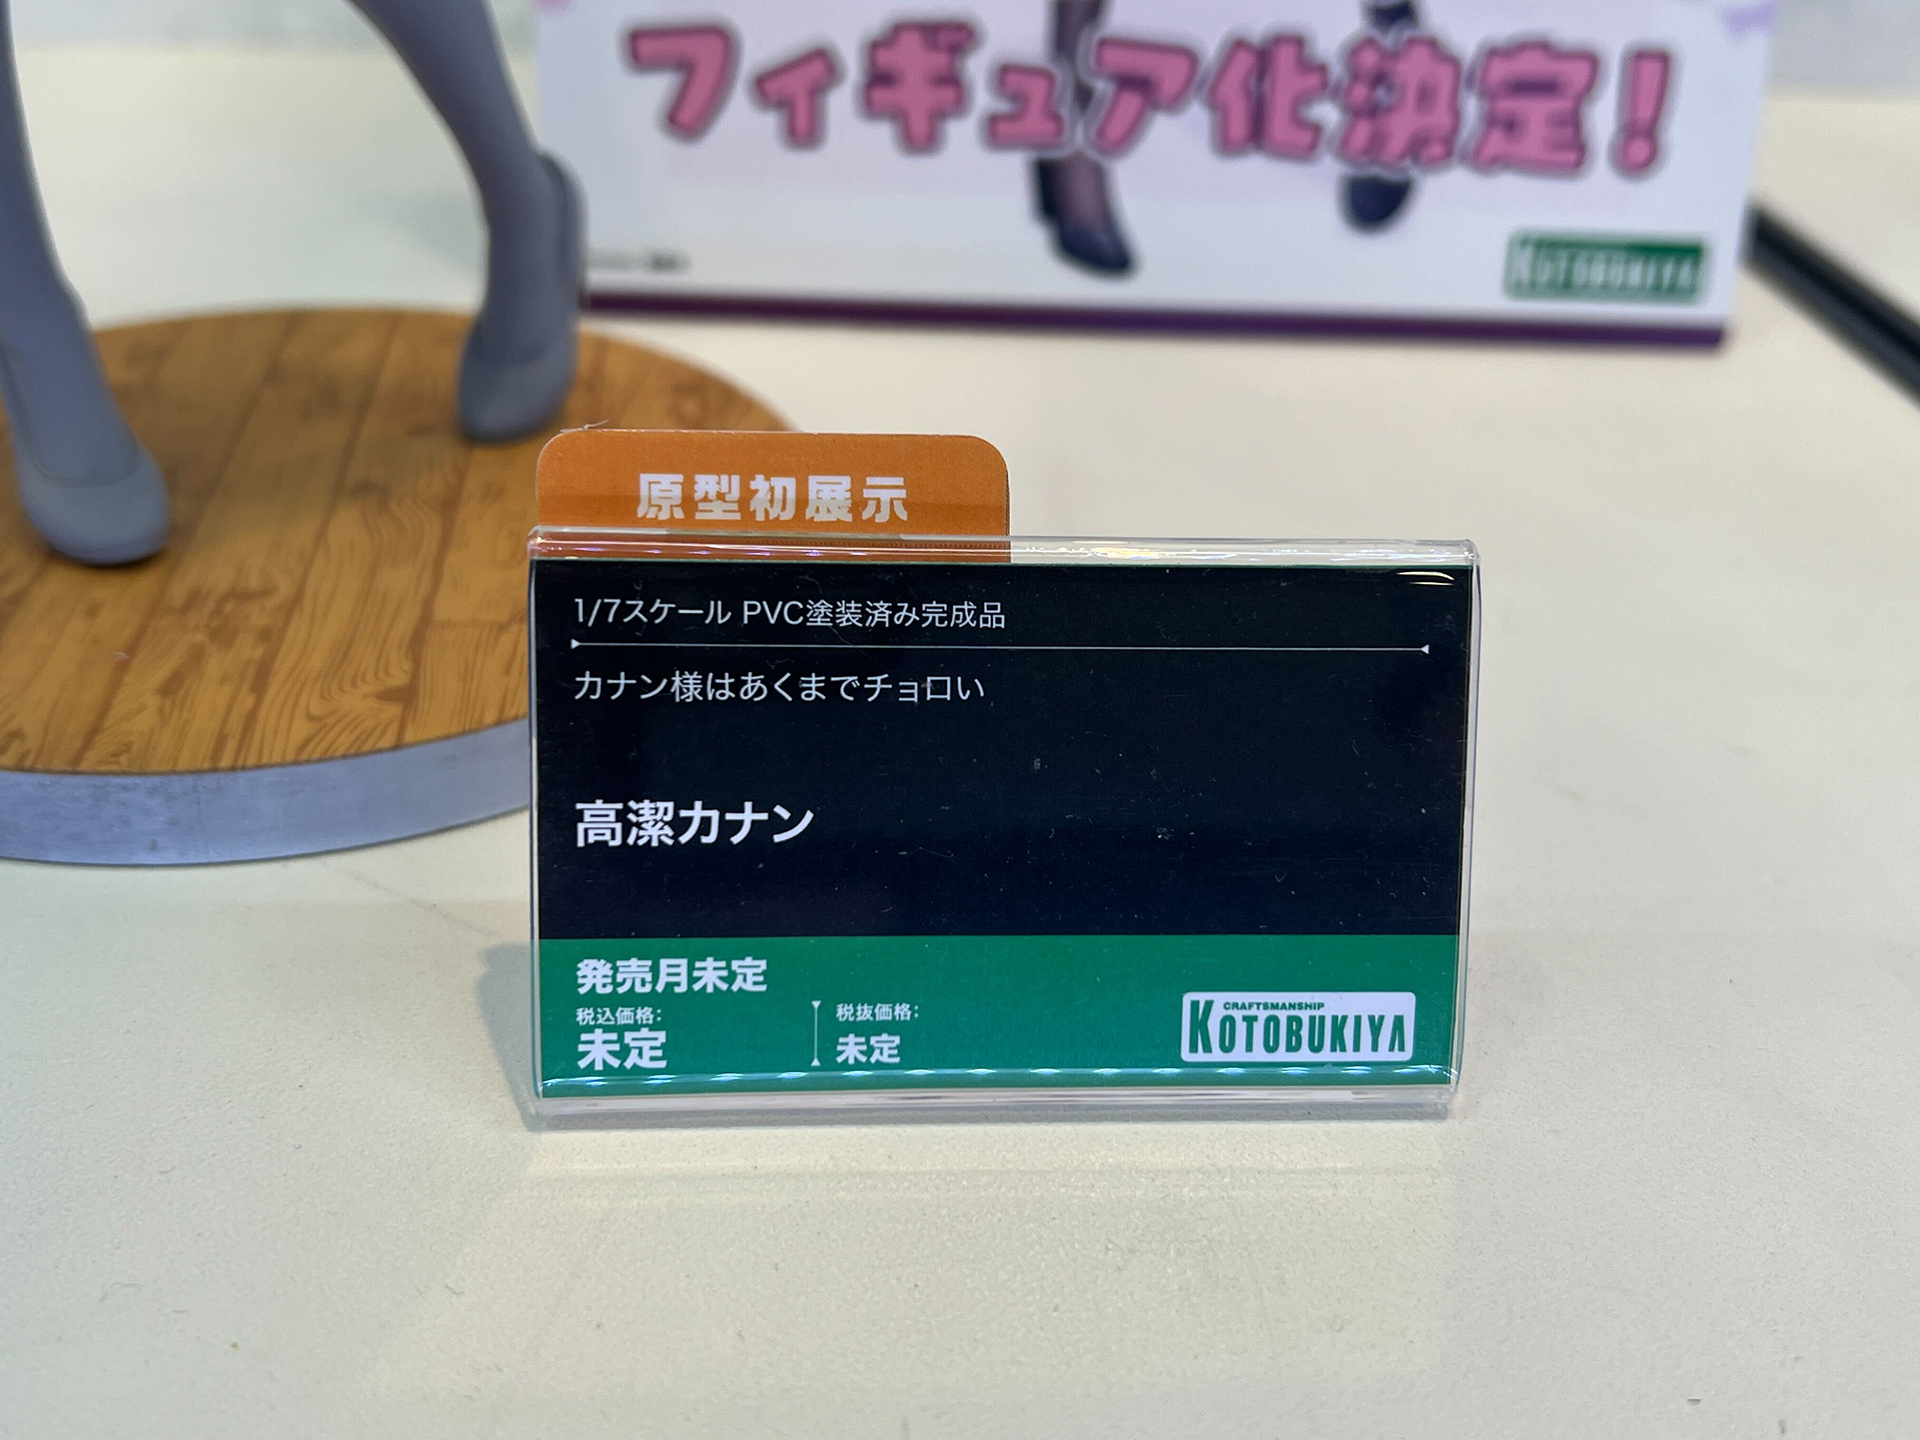 フィギュア化決定!
KOTOBUKIYA
原型初展示
1/7スケール PVC塗装済み完成品
カナン様はあくまでチョロい
高潔カナン
発売月未定
税込価格:
未定
税抜価格:
未定
CRAFTSMANSHIP
KOTOBUKIYA